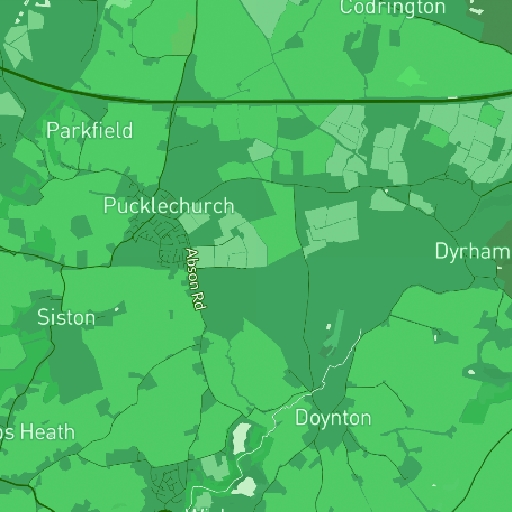 Codrington
Parkfield
Pucklechurch
Dyrham
Abson Rd
Siston
Doynton
Heath